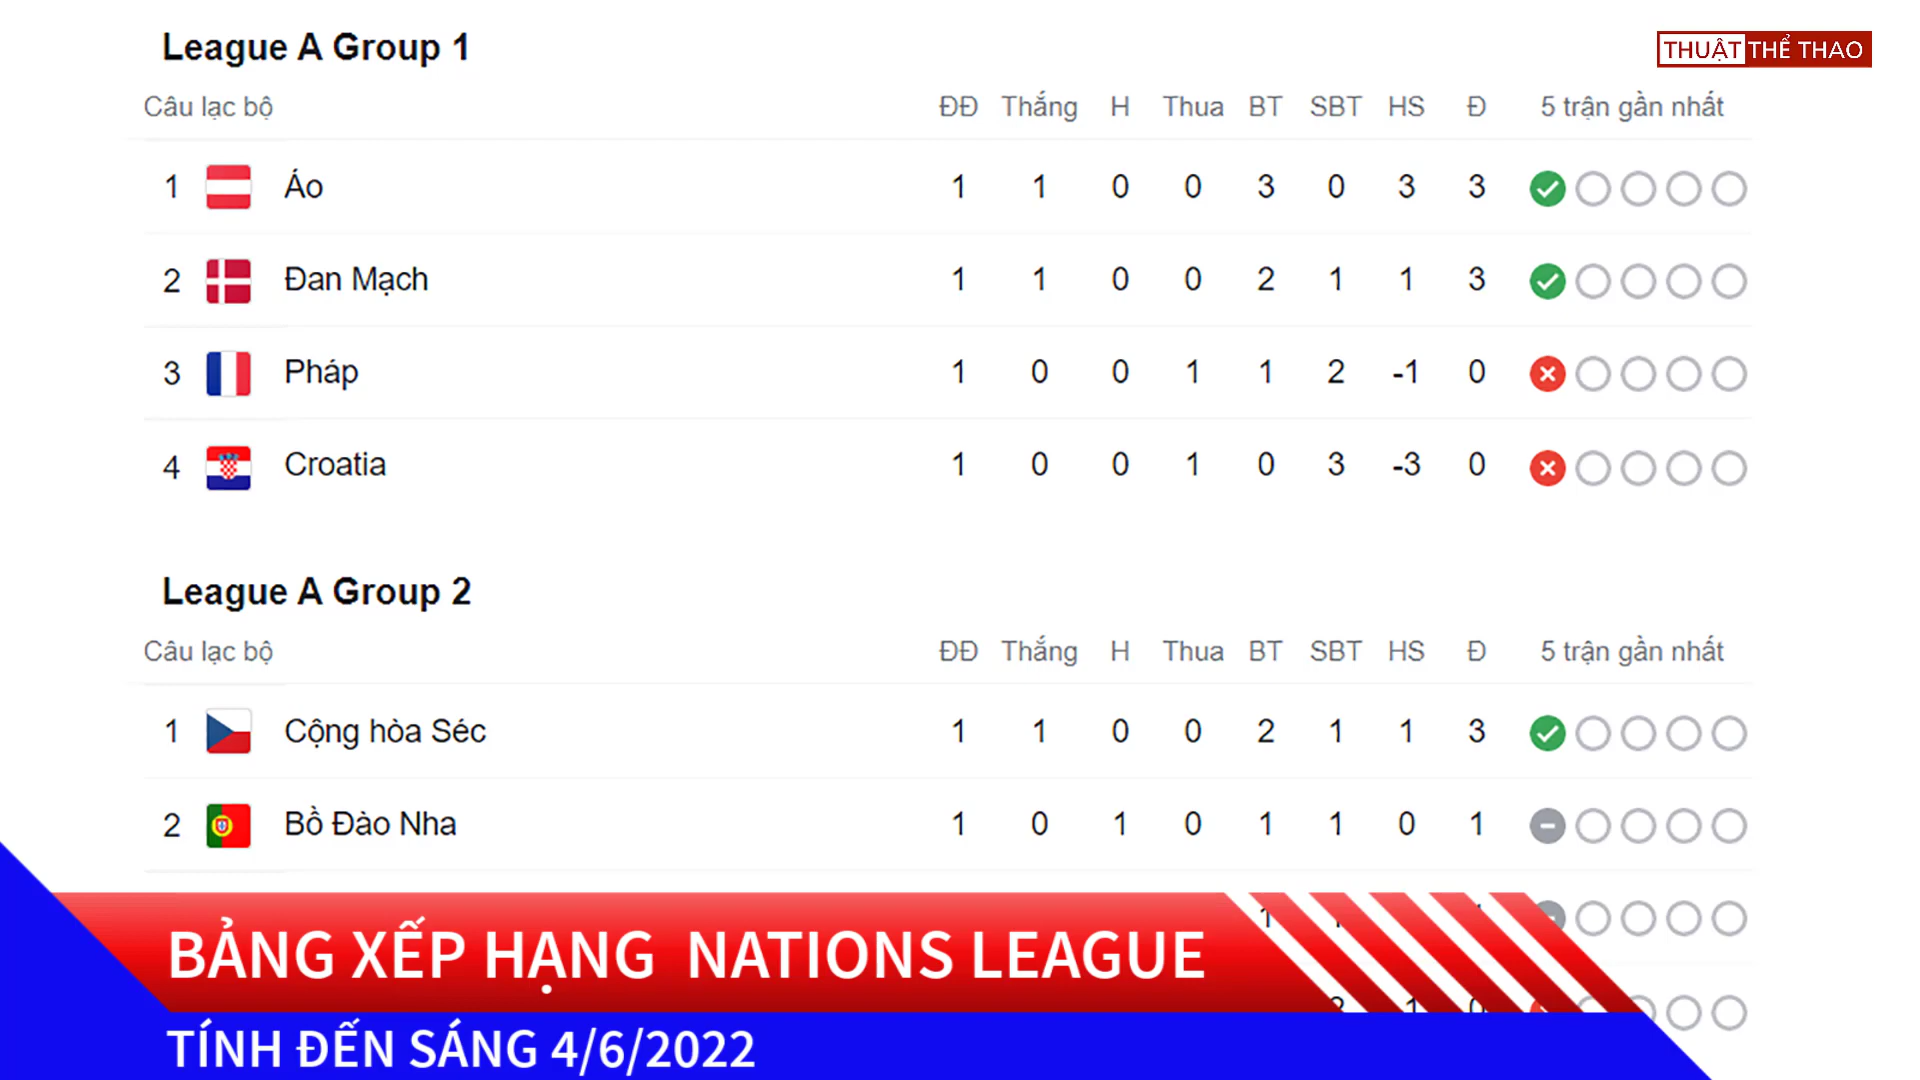 League A Group 1
THUẬT THỂ THAO
Câu lạc bộ ĐĐ Thắng H Thua BT SBT HS Đ 5 trận gần nhất
1 Áo 1 1 0 0 3 0 3 3
2 Đan Mạch 1 1 0 0 2 1 1 3
3 Pháp 1 0 0 1 1 2 -1 0
4 Croatia 1 0 0 1 0 3 -3 0
League A Group 2
Câu lạc bộ ĐĐ Thắng H Thua BT SBT HS Đ 5 trận gần nhất
1 Cộng hòa Séc 1 1 0 0 2 1 1 3
2 Bồ Đào Nha 1 0 1 0 1 1 0 1
BẢNG XẾP HẠNG NATIONS LEAGUE
TÍNH ĐẾN SÁNG 4/6/2022